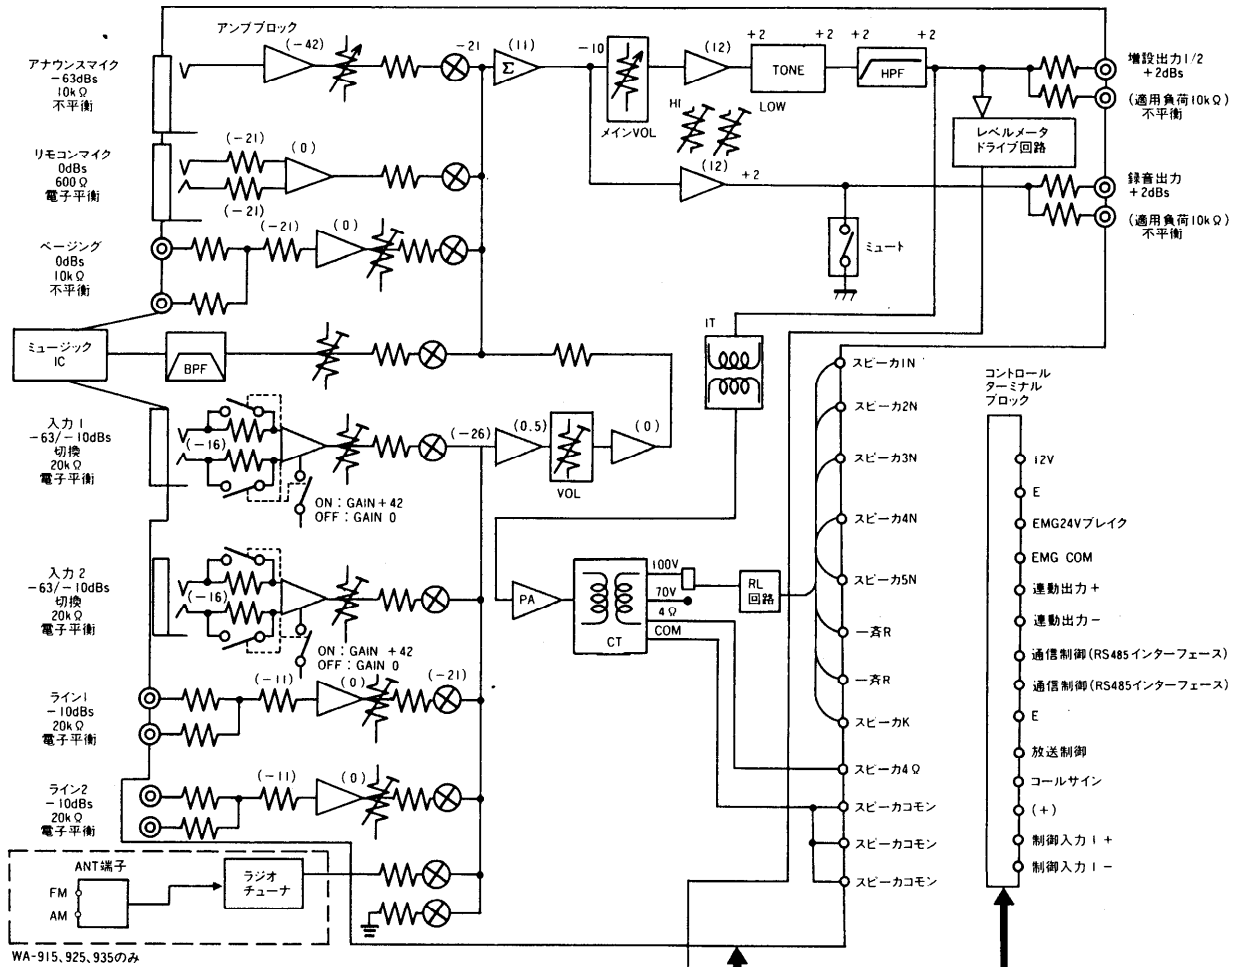 アンプブロック
アナウンスマイク
−63dBs
10kΩ
不平衡
(−42)
−21
(11)
Σ
−10
メインVOL
(12)
+2
TONE
+2
+2
HPF
+2
HI
LOW
増設出力1/2
+2dBs
(適用負荷10kΩ)
不平衡
レベルメータ
ドライブ回路
リモコンマイク
0dBs
600Ω
電子平衡
(−21)
(0)
(−21)
(12)
+2
録音出力
+2dBs
(適用負荷10kΩ)
不平衡
ミュート
ページング
0dBs
10kΩ
不平衡
(−21)
(0)
ミュージック
IC
BPF
IT
入力1
−63/−10dBs
切換
20kΩ
電子平衡
(−16)
ON：GAIN+42
OFF：GAIN 0
(−26)
(0.5)
VOL
(0)
入力2
−63/−10dBs
切換
20kΩ
電子平衡
(−16)
ON：GAIN +42
OFF：GAIN 0
PA
100V
70V
4Ω
COM
CT
RL
回路
ライン1
−10dBs
20kΩ
電子平衡
(−11)
(0)
(−21)
ライン2
−10dBs
20kΩ
電子平衡
(−11)
(0)
ANT端子
FM
AM
ラジオ
チューナ
WA-915、925、935のみ
スピーカ1N
スピーカ2N
スピーカ3N
スピーカ4N
スピーカ5N
一斉R
一斉R
スピーカK
スピーカ4Ω
スピーカコモン
スピーカコモン
スピーカコモン
コントロール
ターミナル
ブロック
12V
E
EMG24Vブレイク
EMG COM
連動出力+
連動出力−
通信制御(RS485インターフェース)
通信制御(RS485インターフェース)
E
放送制御
コールサイン
(+)
制御入力1+
制御入力1−